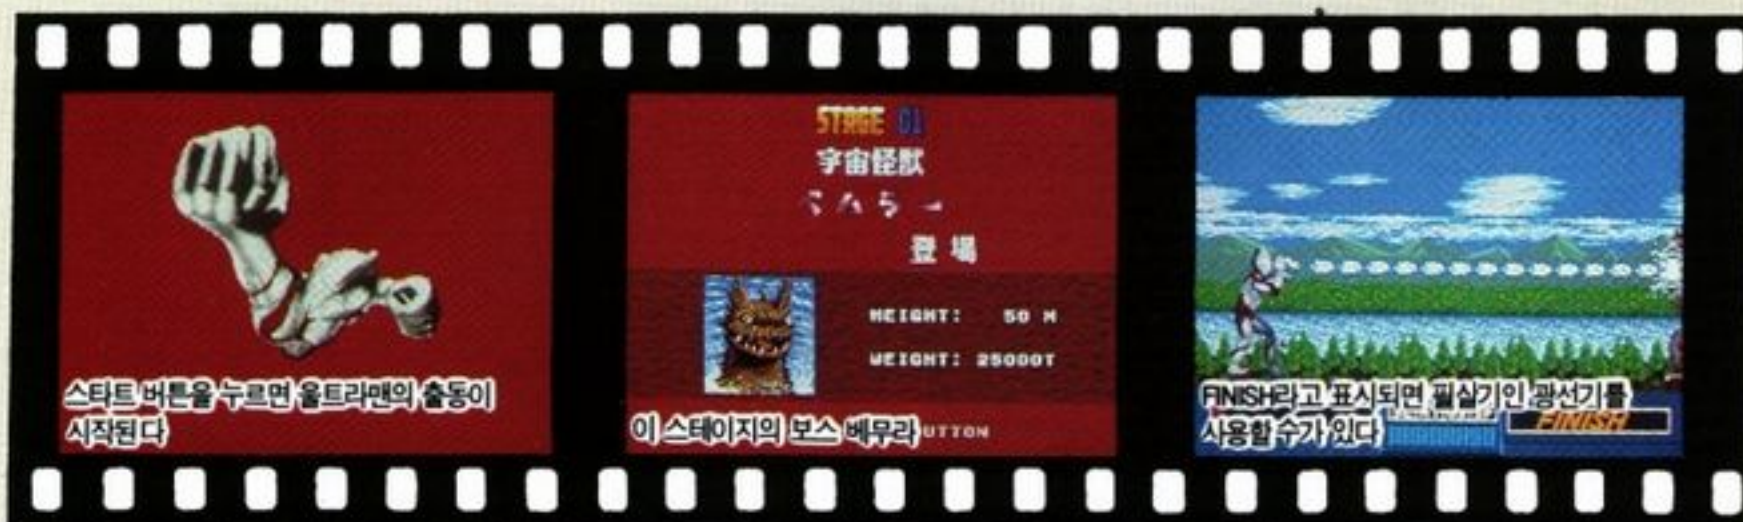 스타트 버튼을 누르면 울트라맨의 출동이
시작된다
STAGE 01
宇宙怪獣
登場
HEIGHT: 50 M
WEIGHT: 25000T
이 스테이지의 보스 베무라 UTTON
FINISH라고 표시되면 필살기인 광선기를
사용할 수가 있다
FINISH